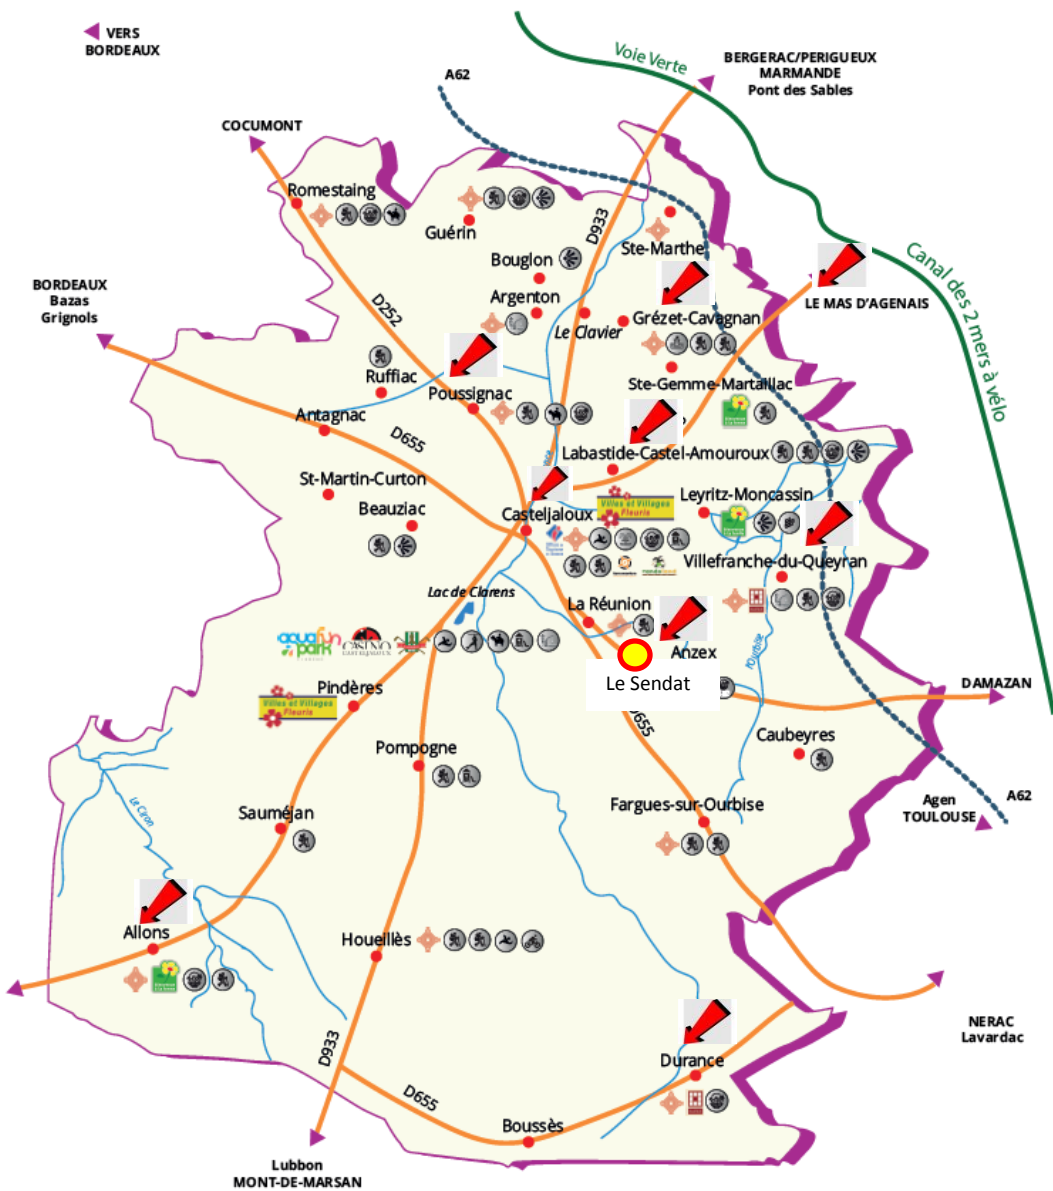 VERS
BORDEAUX
Voie Verte
BERGERAC/PERIGUEUX
MARMANDE
Pont des Sables
A62
COCUMONT
Romestaing
Guérin
D933
Ste-Marthe
Canal des 2 mers à vélo
Bouglon
BORDEAUX
Bazas
Grignols
D252
Argenton
LE MAS D'AGENAIS
Le Clavier
Grézet-Cavagnan
Ruffiac
Poussignac
Ste-Gemme-Martaillac
Antagnac
D655
Labastide-Castel-Amouroux
St-Martin-Curton
Leyritz-Moncassin
Beauziac
Villes et Villages
Fleuris
Casteljaloux
Villefranche-du-Queyran
Lac de Clarens
La Réunion
aquafun
park
CASINO
CASTELJALOUX
Anzex
l'Ourbise
Le Sendat
DAMAZAN
Pindères
Villes et Villages
Fleuris
D655
Pompogne
Caubeyres
Le Ciron
Sauméjan
Fargues-sur-Ourbise
Agen
TOULOUSE
A62
Allons
Houeillès
NERAC
Lavardac
D933
Durance
D655
Boussès
Lubbon
MONT-DE-MARSAN